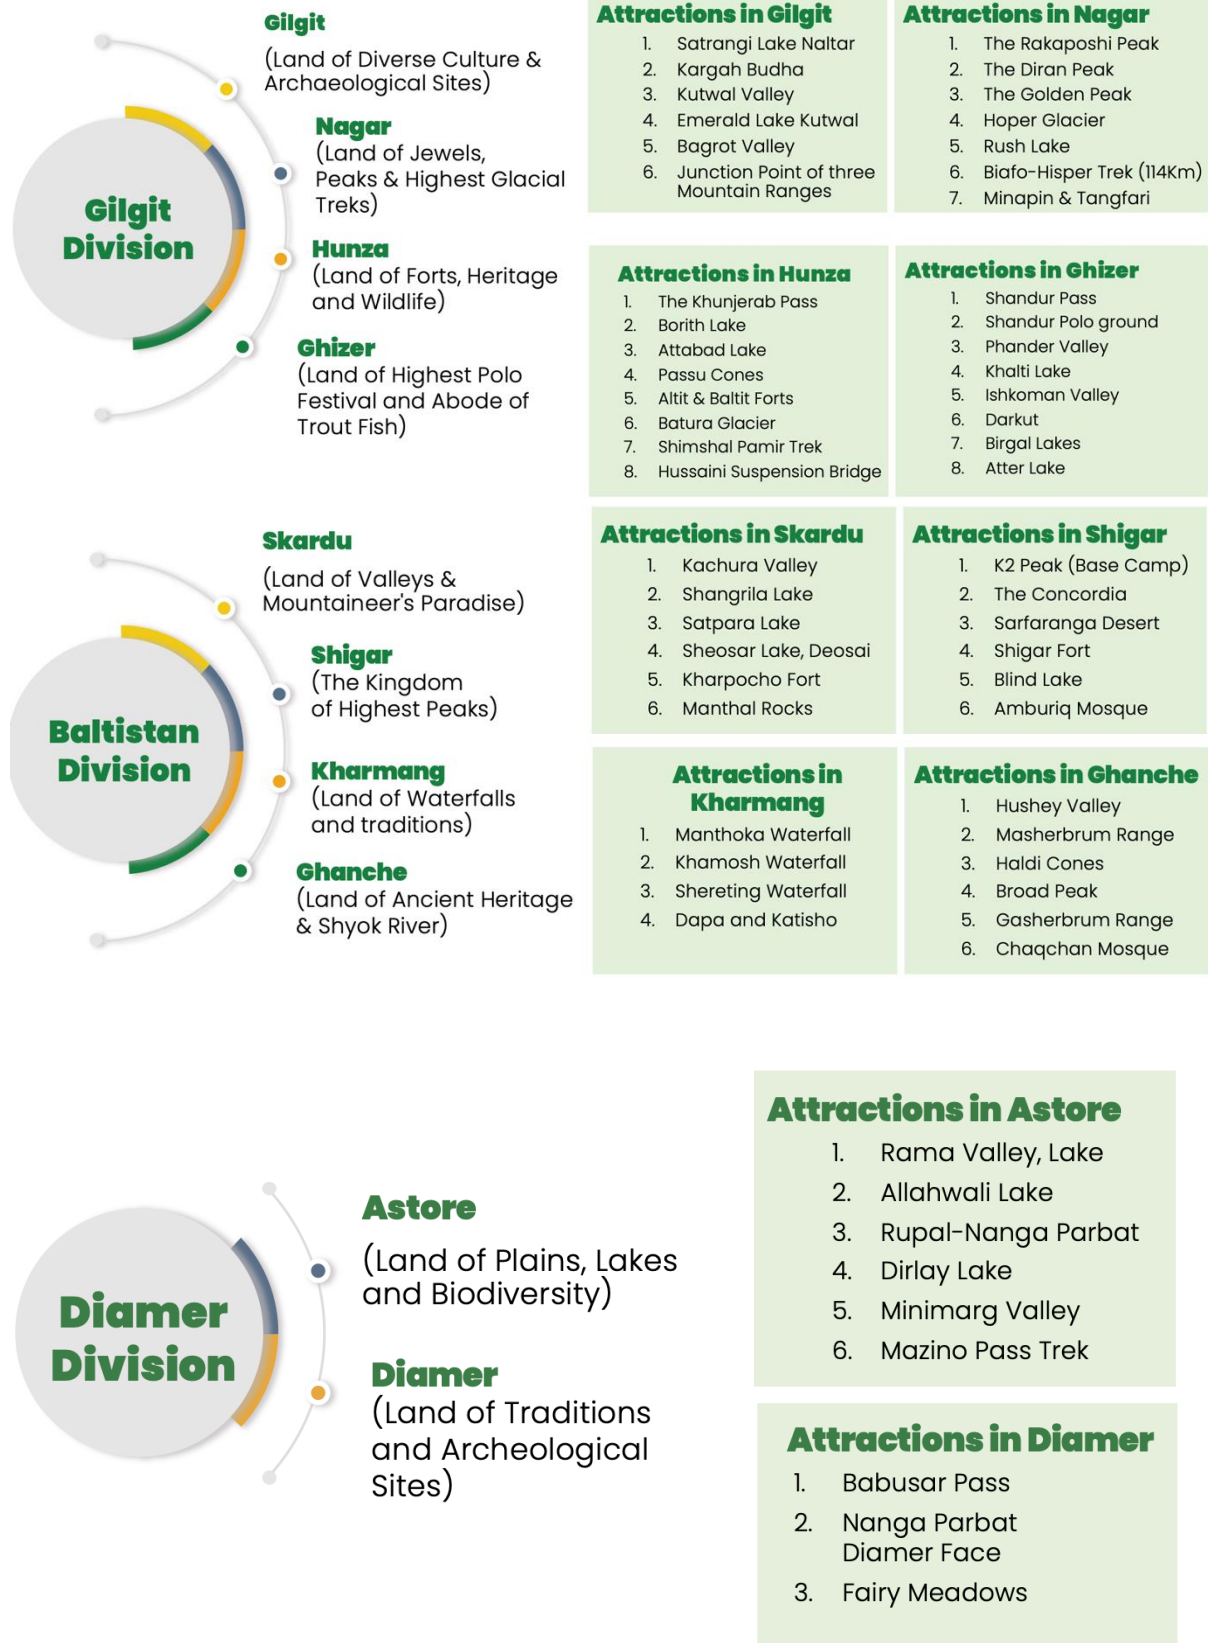 Gilgit
Division
Gilgit
(Land of Diverse Culture &
Archaeological Sites)
Nagar
(Land of Jewels,
Peaks & Highest Glacial
Treks)
Hunza
(Land of Forts, Heritage
and Wildlife)
Ghizer
(Land of Highest Polo
Festival and Abode of
Trout Fish)
Attractions in Gilgit
1. Satrangi Lake Naltar
2. Kargah Budha
3. Kutwal Valley
4. Emerald Lake Kutwal
5. Bagrot Valley
6. Junction Point of three
Mountain Ranges
Attractions in Nagar
1. The Rakaposhi Peak
2. The Diran Peak
3. The Golden Peak
4. Hoper Glacier
5. Rush Lake
6. Biafo-Hisper Trek (114Km)
7. Minapin & Tangfari
Attractions in Hunza
1. The Khunjerab Pass
2. Borith Lake
3. Attabad Lake
4. Passu Cones
5. Altit & Baltit Forts
6. Batura Glacier
7. Shimshal Pamir Trek
8. Hussaini Suspension Bridge
Attractions in Ghizer
1. Shandur Pass
2. Shandur Polo ground
3. Phander Valley
4. Khalti Lake
5. Ishkoman Valley
6. Darkut
7. Birgal Lakes
8. Atter Lake
Baltistan
Division
Skardu
(Land of Valleys &
Mountaineer's Paradise)
Shigar
(The Kingdom
of Highest Peaks)
Kharmang
(Land of Waterfalls
and traditions)
Ghanche
(Land of Ancient Heritage
& Shyok River)
Attractions in Skardu
1. Kachura Valley
2. Shangrila Lake
3. Satpara Lake
4. Sheosar Lake, Deosai
5. Kharpocho Fort
6. Manthal Rocks
Attractions in Shigar
1. K2 Peak (Base Camp)
2. The Concordia
3. Sarfaranga Desert
4. Shigar Fort
5. Blind Lake
6. Amburiq Mosque
Attractions in
Kharmang
1. Manthoka Waterfall
2. Khamosh Waterfall
3. Shereting Waterfall
4. Dapa and Katisho
Attractions in Ghanche
1. Hushey Valley
2. Masherbrum Range
3. Haldi Cones
4. Broad Peak
5. Gasherbrum Range
6. Chaqchan Mosque
Diamer
Division
Astore
(Land of Plains, Lakes
and Biodiversity)
Diamer
(Land of Traditions
and Archeological
Sites)
Attractions in Astore
1. Rama Valley, Lake
2. Allahwali Lake
3. Rupal-Nanga Parbat
4. Dirlay Lake
5. Minimarg Valley
6. Mazino Pass Trek
Attractions in Diamer
1. Babusar Pass
2. Nanga Parbat
Diamer Face
3. Fairy Meadows